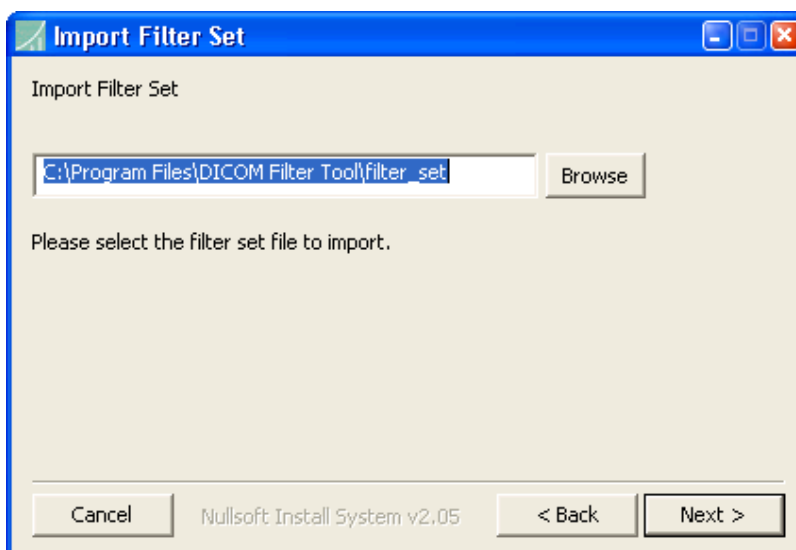 Import Filter Set
Import Filter Set
C:\Program Files\DICOM Filter Tool\filter_set
Browse
Please select the filter set file to import.
Cancel
Nullsoft Install System v2.05
< Back
Next >